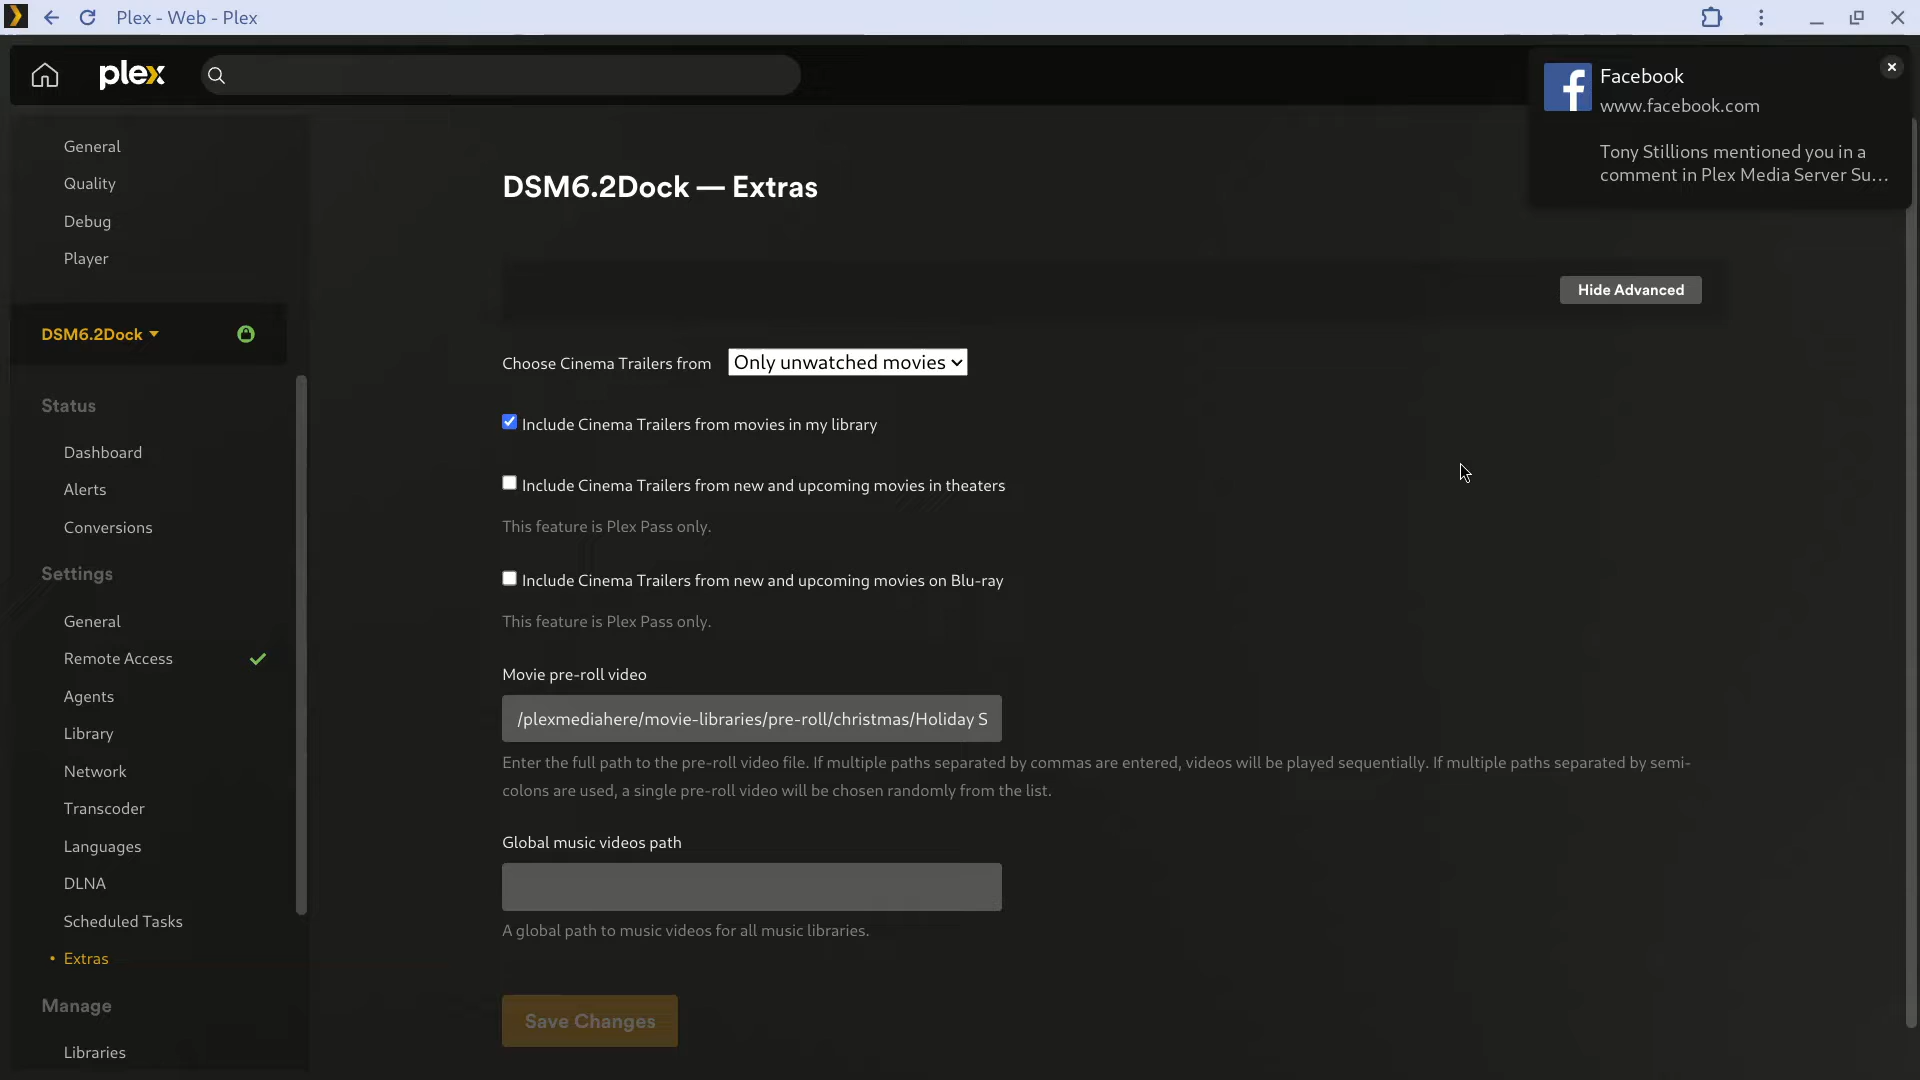 Plex - Web - Plex
plex
Facebook
www.facebook.com
Tony Stillions mentioned you in a
comment in Plex Media Server Su...
General
Quality
Debug
Player
DSM6.2Dock
Status
Dashboard
Alerts
Conversions
Settings
General
Remote Access
Agents
Library
Network
Transcoder
Languages
DLNA
Scheduled Tasks
Extras
Manage
Libraries
DSM6.2Dock — Extras
Hide Advanced
Choose Cinema Trailers from Only unwatched movies
Include Cinema Trailers from movies in my library
Include Cinema Trailers from new and upcoming movies in theaters
This feature is Plex Pass only.
Include Cinema Trailers from new and upcoming movies on Blu-ray
This feature is Plex Pass only.
Movie pre-roll video
/plexmediahere/movie-libraries/pre-roll/christmas/Holiday S
Enter the full path to the pre-roll video file. If multiple paths separated by commas are entered, videos will be played sequentially. If multiple paths separated by semi-
colons are used, a single pre-roll video will be chosen randomly from the list.
Global music videos path
A global path to music videos for all music libraries.
Save Changes